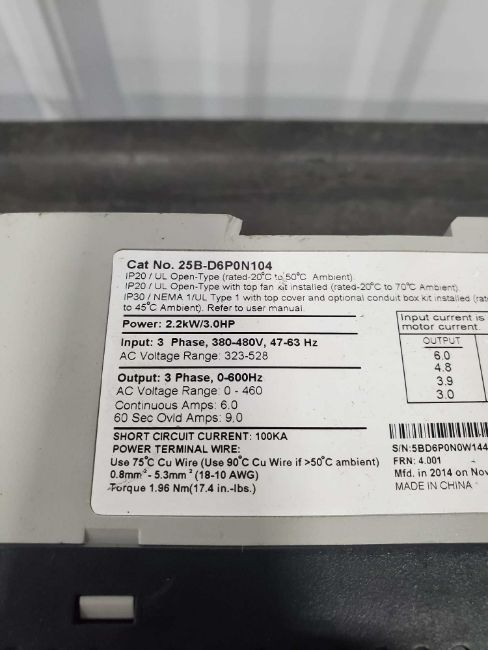 Cat No. 25B-D6P0N104
IP20 / UL Open-Type (rated-20°C to 50°C Ambient).
IP20 / UL Open-Type with top fan kit installed (rated-20°C to 70°C Ambient).
IP30 / NEMA 1/UL Type 1 with top cover and optional conduit box kit installed
to 45°C Ambient). Refer to user manual.
Power: 2.2kW/3.0HP
Input: 3 Phase, 380-480V, 47-63 Hz
AC Voltage Range: 323-528
Output: 3 Phase, 0-600Hz
AC Voltage Range: 0 - 460
Continuous Amps: 6.0
60 Sec Ovld Amps: 9.0
SHORT CIRCUIT CURRENT: 100KA
POWER TERMINAL WIRE:
Use 75°C Cu Wire (Use 90°C Cu Wire if >50°C ambient)
0.8mm² - 5.3mm² (18-10 AWG)
Torque 1.96 Nm(17.4 in.-lbs.)
Input current is
motor current.
OUTPUT
6.0
4.8
3.9
3.0
S/N:5BD6P0N0W144
FRN: 4.001
Mfd. in 2014 on Nov
MADE IN CHINA